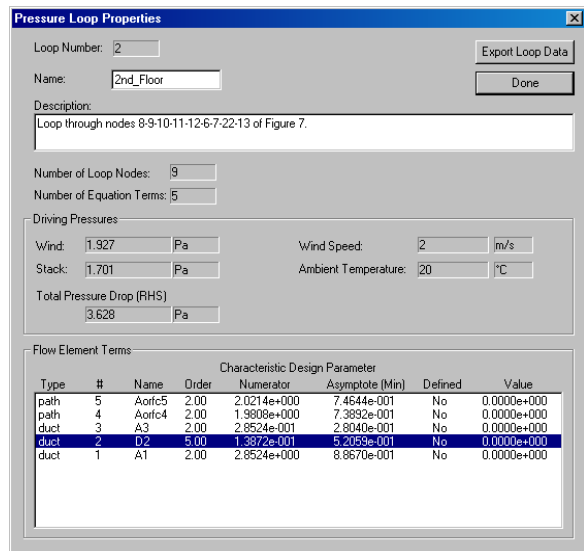 Pressure Loop Properties
Loop Number: 2
Export Loop Data
Name: 2nd_Floor
Done
Description:
Loop through nodes 8-9-10-11-12-6-7-22-13 of Figure 7.
Number of Loop Nodes: 9
Number of Equation Terms: 5
Driving Pressures
Wind: 1.927 Pa Wind Speed: 2 m/s
Stack: 1.701 Pa Ambient Temperature: 20 °C
Total Pressure Drop (RHS)
3.628 Pa
Flow Element Terms
Characteristic Design Parameter
Type # Name Order Numerator Asymptote (Min) Defined Value
path 5 Aorfc5 2.00 2.0214e+000 7.4644e-001 No 0.0000e+000
path 4 Aorfc4 2.00 1.9808e+000 7.3892e-001 No 0.0000e+000
duct 3 A3 2.00 2.8524e-001 2.8040e-001 No 0.0000e+000
duct 2 D2 5.00 1.3872e-001 5.2059e-001 No 0.0000e+000
duct 1 A1 2.00 2.8524e+000 8.8670e-001 No 0.0000e+000